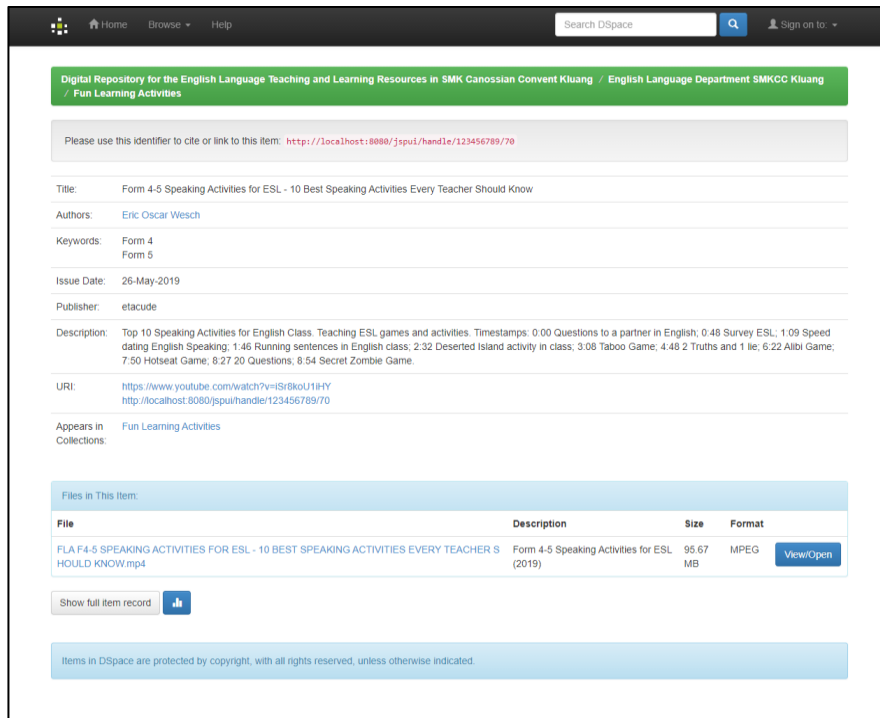 Home Browse Help Search DSpace Sign on to:
Digital Repository for the English Language Teaching and Learning Resources in SMK Canossian Convent Kluang / English Language Department SMKCC Kluang
/ Fun Learning Activities
Please use this identifier to cite or link to this item: http://localhost:8080/jspui/handle/123456789/70
Title: Form 4-5 Speaking Activities for ESL - 10 Best Speaking Activities Every Teacher Should Know
Authors: Eric Oscar Wesch
Keywords: Form 4
Form 5
Issue Date: 26-May-2019
Publisher: etacude
Description: Top 10 Speaking Activities for English Class. Teaching ESL games and activities. Timestamps: 0:00 Questions to a partner in English; 0:48 Survey ESL; 1:09 Speed
dating English Speaking; 1:46 Running sentences in English class; 2:32 Deserted Island activity in class; 3:08 Taboo Game; 4:48 2 Truths and 1 lie; 6:22 Alibi Game;
7:50 Hotseat Game; 8:27 20 Questions; 8:54 Secret Zombie Game.
URI: https://www.youtube.com/watch?v=iSr8koU1iHY
http://localhost:8080/jspui/handle/123456789/70
Appears in Fun Learning Activities
Collections:
Files in This Item:
File Description Size Format
FLA F4-5 SPEAKING ACTIVITIES FOR ESL - 10 BEST SPEAKING ACTIVITIES EVERY TEACHER S Form 4-5 Speaking Activities for ESL 95.67 MPEG View/Open
HOULD KNOW.mp4 (2019) MB
Show full item record
Items in DSpace are protected by copyright, with all rights reserved, unless otherwise indicated.